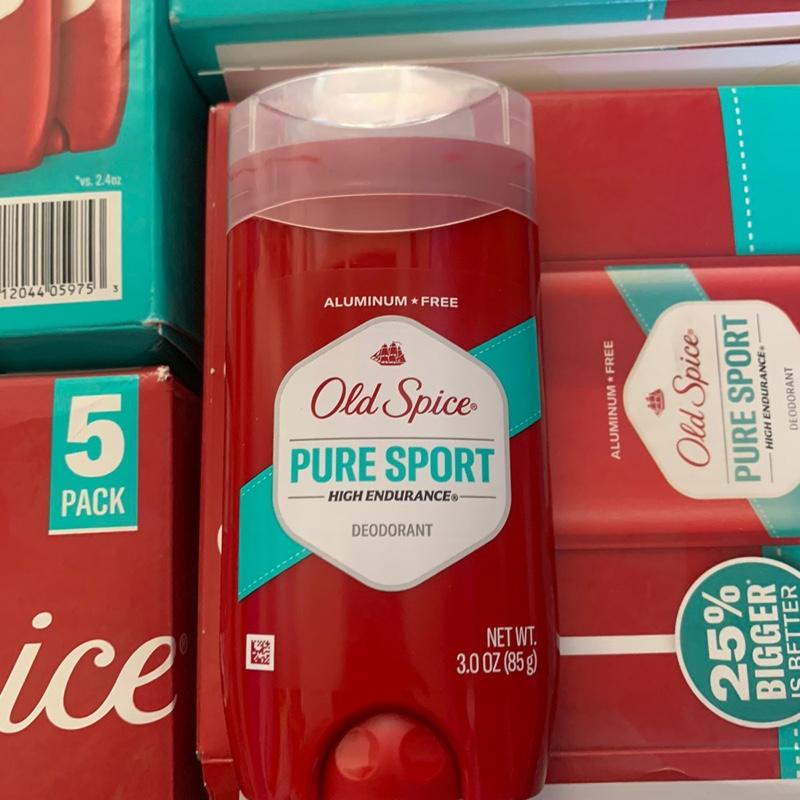 *vs. 2.4oz
12044 05975 3
5
PACK
ice®
ALUMINUM★FREE
Old Spice®
PURE SPORT
HIGH ENDURANCE®
DEODORANT
NET WT.
3.0 OZ (85 g)
ALUMINUM★FREE
Old Spice®
PURE SPORT
HIGH ENDURANCE®
DEODORANT
25%
BIGGER*
IS BETTER